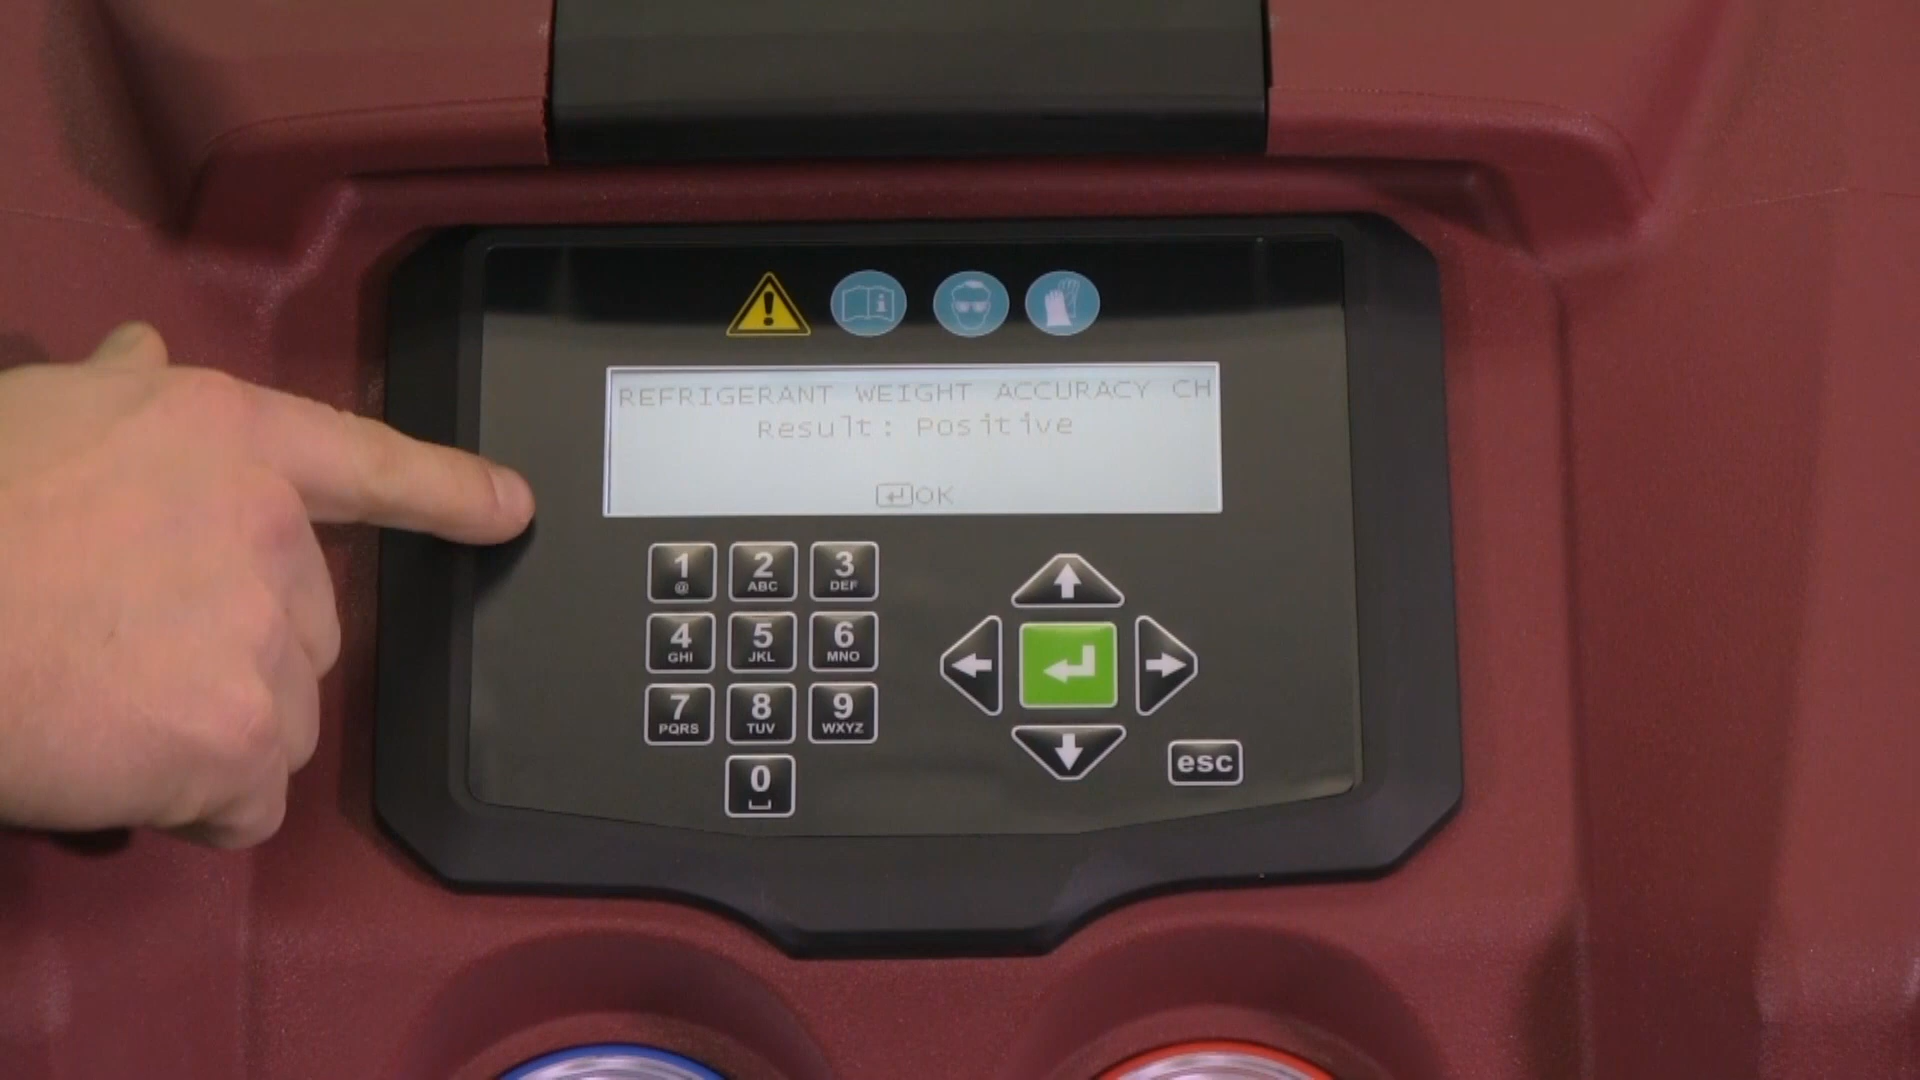 REFRIGERANT WEIGHT ACCURACY CH
Result: Positive
OK
1 2 3
@ ABC DEF
4 5 6
GHI JKL MNO
7 8 9
PQRS TUV WXYZ
0
esc